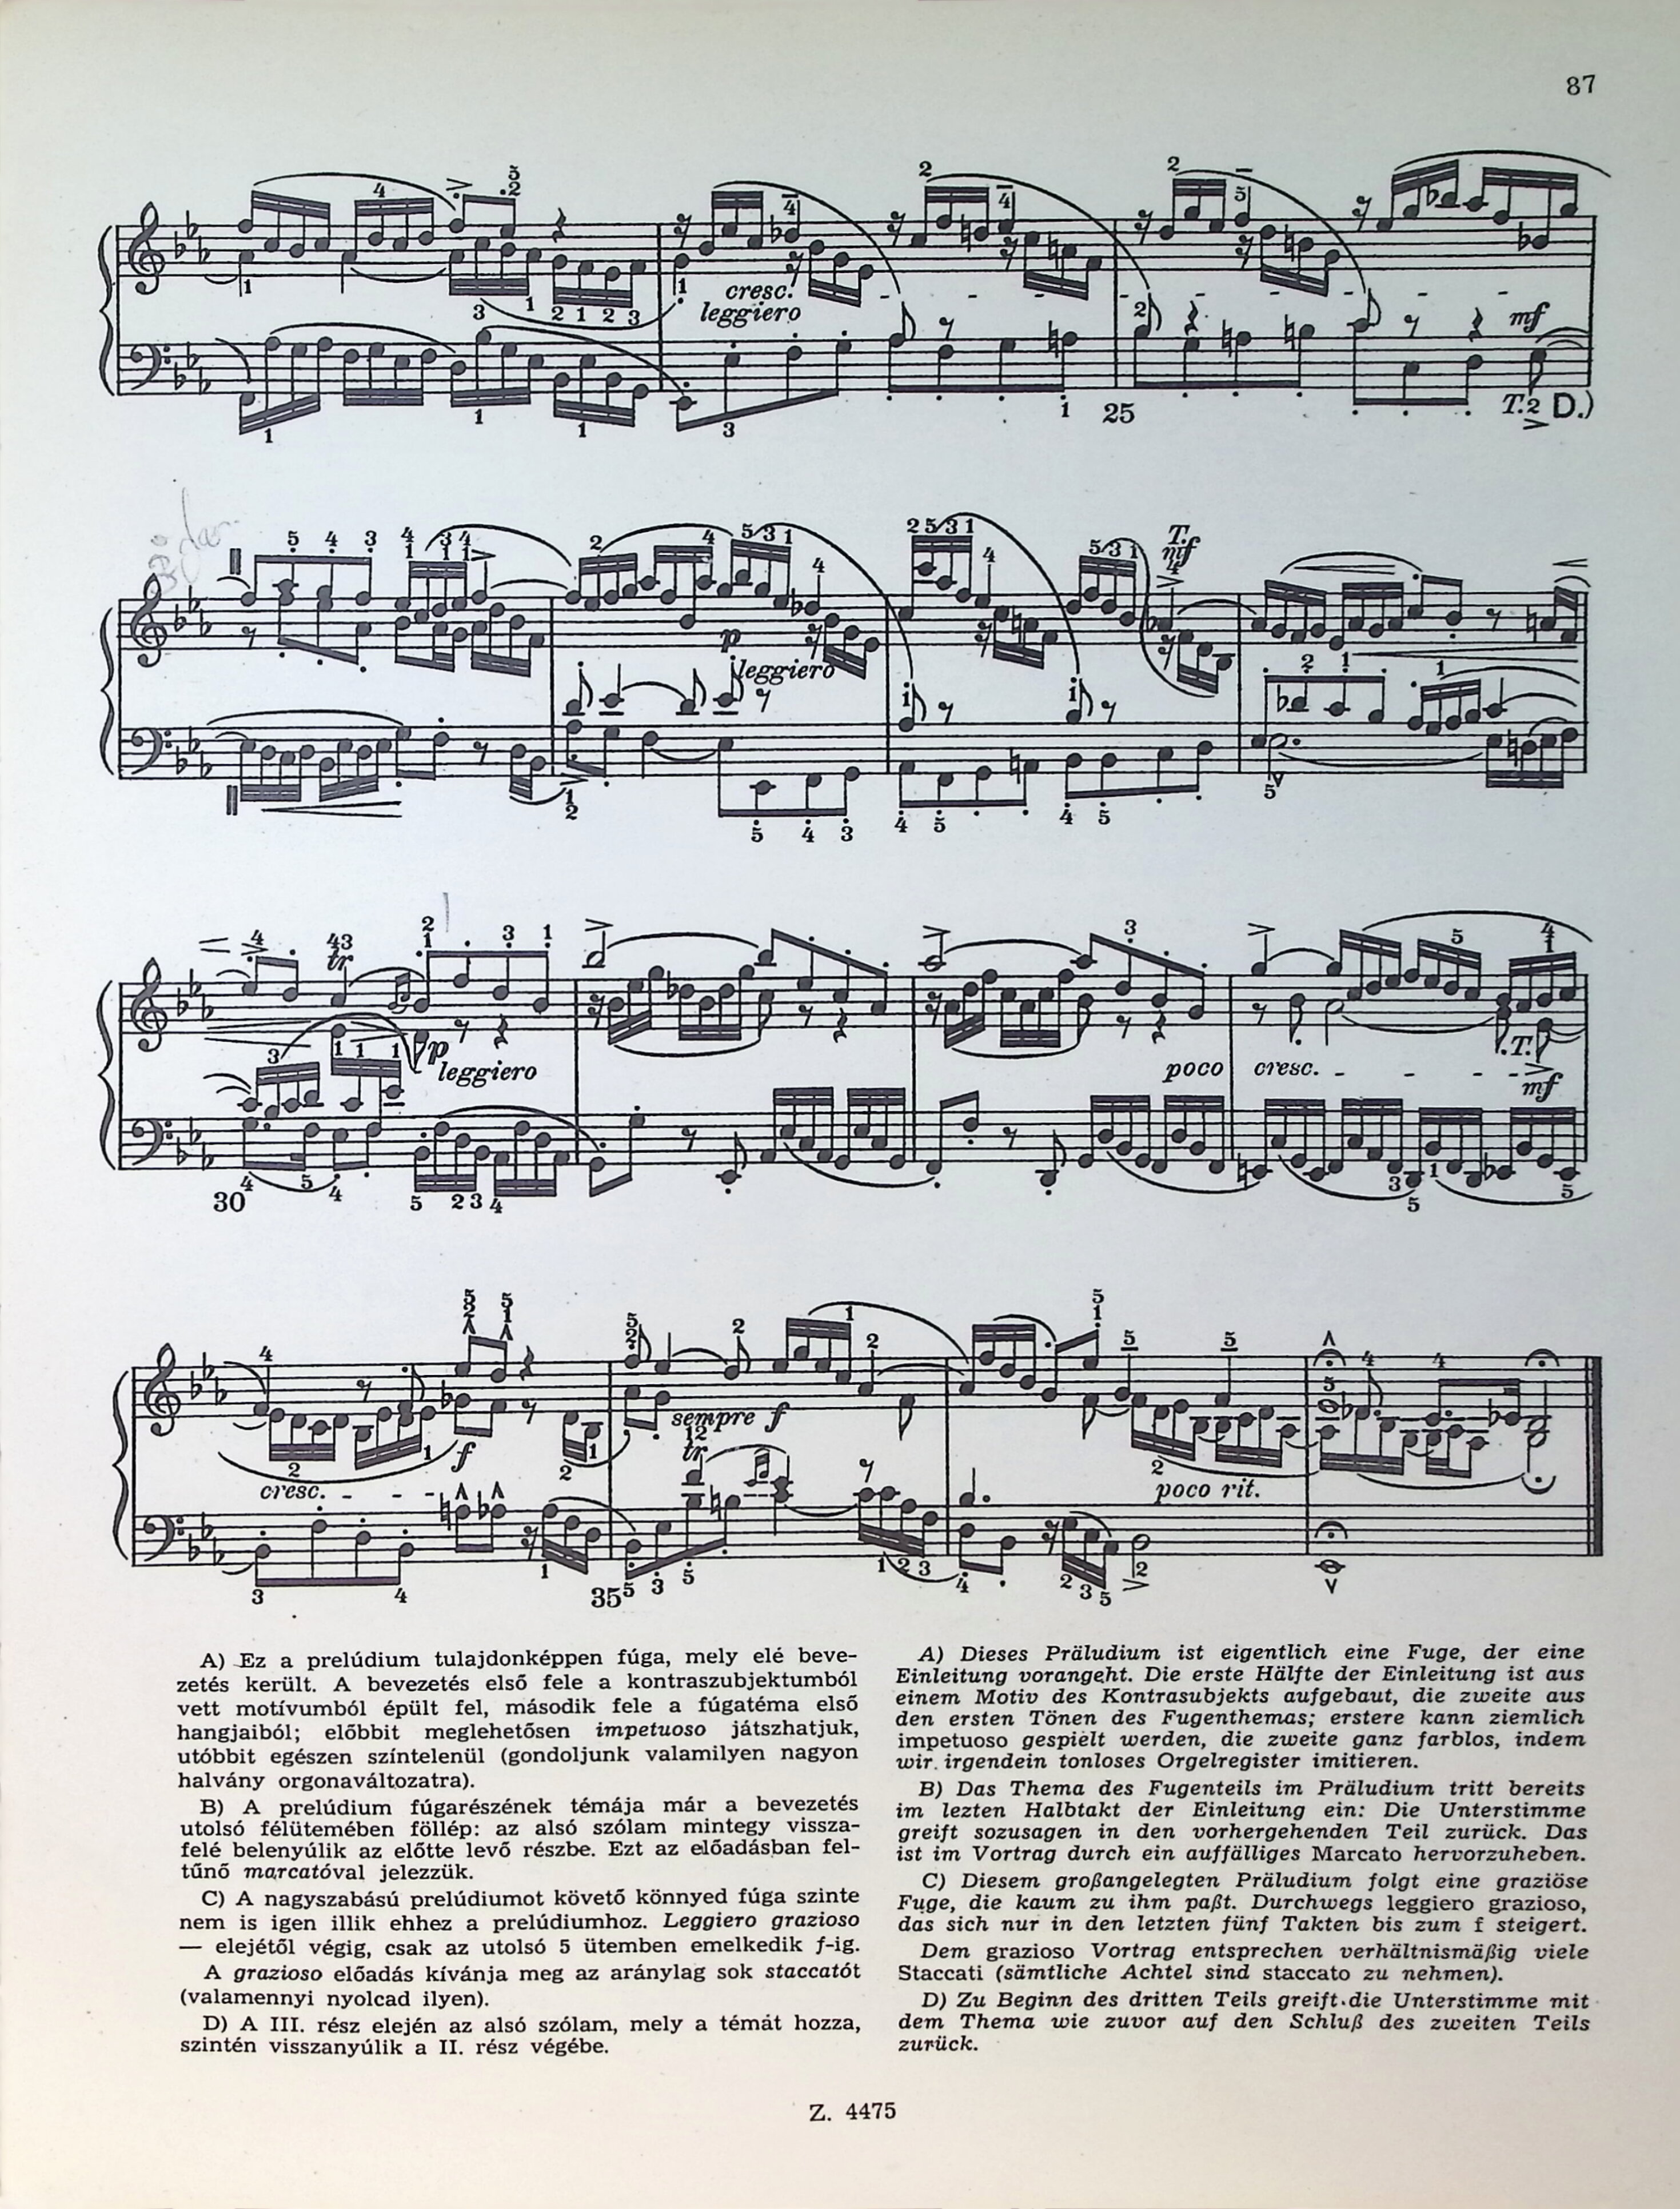 87
cresc.
leggiero
mf
25
T.2 D.)
T.
mf
p
leggiero
tr
p
leggiero
poco cresc.
T.
mf
30
f
sempre f
tr
cresc.
poco rit.
35
A) Ez a prelúdium tulajdonképpen fúga, mely elé beve-
zetés került. A bevezetés első fele a kontraszubjektumból
vett motívumból épült fel, második fele a fúgatéma első
hangjaiból; előbbit meglehetősen impetuoso játszhatjuk,
utóbbit egészen színtelenül (gondoljunk valamilyen nagyon
halvány orgonaváltozatra).
B) A prelúdium fúgarészének témája már a bevezetés
utolsó félütemében föllép: az alsó szólam mintegy vissza-
felé belenyúlik az előtte levő részbe. Ezt az előadásban fel-
tűnő marcatóval jelezzük.
C) A nagyszabású prelúdiumot követő könnyed fúga szinte
nem is igen illik ehhez a prelúdiumhoz. Leggiero grazioso
— elejétől végig, csak az utolsó 5 ütemben emelkedik f-ig.
A grazioso előadás kívánja meg az aránylag sok staccatót
(valamennyi nyolcad ilyen).
D) A III. rész elején az alsó szólam, mely a témát hozza,
szintén visszanyúlik a II. rész végébe.
A) Dieses Präludium ist eigentlich eine Fuge, der eine
Einleitung vorangeht. Die erste Hälfte der Einleitung ist aus
einem Motiv des Kontrasubjekts aufgebaut, die zweite aus
den ersten Tönen des Fugenthemas; erstere kann ziemlich
impetuoso gespielt werden, die zweite ganz farblos, indem
wir irgendein tonloses Orgelregister imitieren.
B) Das Thema des Fugenteils im Präludium tritt bereits
im lezten Halbtakt der Einleitung ein: Die Unterstimme
greift sozusagen in den vorhergehenden Teil zurück. Das
ist im Vortrag durch ein auffälliges Marcato hervorzuheben.
C) Diesem großangelegten Präludium folgt eine graziöse
Fuge, die kaum zu ihm paßt. Durchwegs leggiero grazioso,
das sich nur in den letzten fünf Takten bis zum f steigert.
Dem grazioso Vortrag entsprechen verhältnismäßig viele
Staccati (sämtliche Achtel sind staccato zu nehmen).
D) Zu Beginn des dritten Teils greift die Unterstimme mit
dem Thema wie zuvor auf den Schluß des zweiten Teils
zurück.
Z. 4475